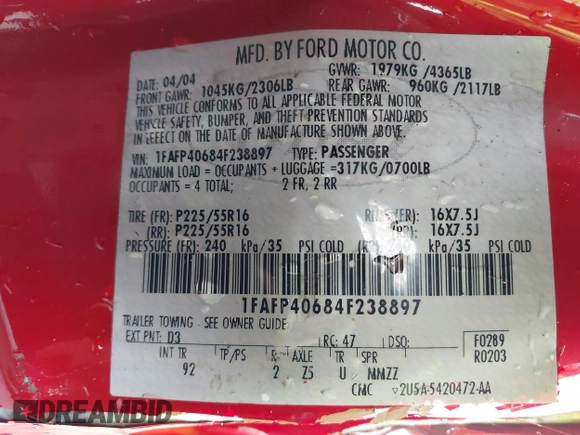 MFD. BY FORD MOTOR CO.
DATE: 04/04 GVWR: 1979KG /4365LB
FRONT GAWR: 1045KG/2306LB REAR GAWR: 960KG/2117LB
THIS VEHICLE CONFORMS TO ALL APPLICABLE FEDERAL MOTOR
VEHICLE SAFETY, BUMPER, AND THEFT PREVENTION STANDARDS
IN EFFECT ON THE DATE OF MANUFACTURE SHOWN ABOVE.
VIN: 1FAFP40684F238897 TYPE: PASSENGER
MAXIMUM LOAD = OCCUPANTS + LUGGAGE = 317KG/0700LB
OCCUPANTS = 4 TOTAL; 2 FR, 2 RR
TIRE (FR): P225/55R16 16X7.5J
(RR): P225/55R16 16X7.5J
PRESSURE (FR): 240 kPa/35 PSI COLD kPa/35 PSI COLD
1FAFP40684F238897
TRAILER TOWING - SEE OWNER GUIDE
EXT PNT: D3 RC: 47 DSO: F0289
INT TR TP/PS R AXLE TR SPR R0203
92 2 Z5 U MMZZ
CMC 2U5A-5420472-AA
DREAMBID